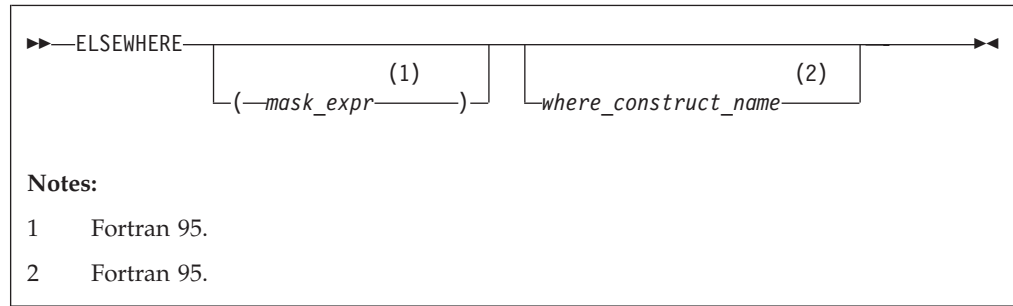 ►►—ELSEWHERE—
(1) (2)
(—mask_expr—) where_construct_name ►◄
Notes:
1 Fortran 95.
2 Fortran 95.